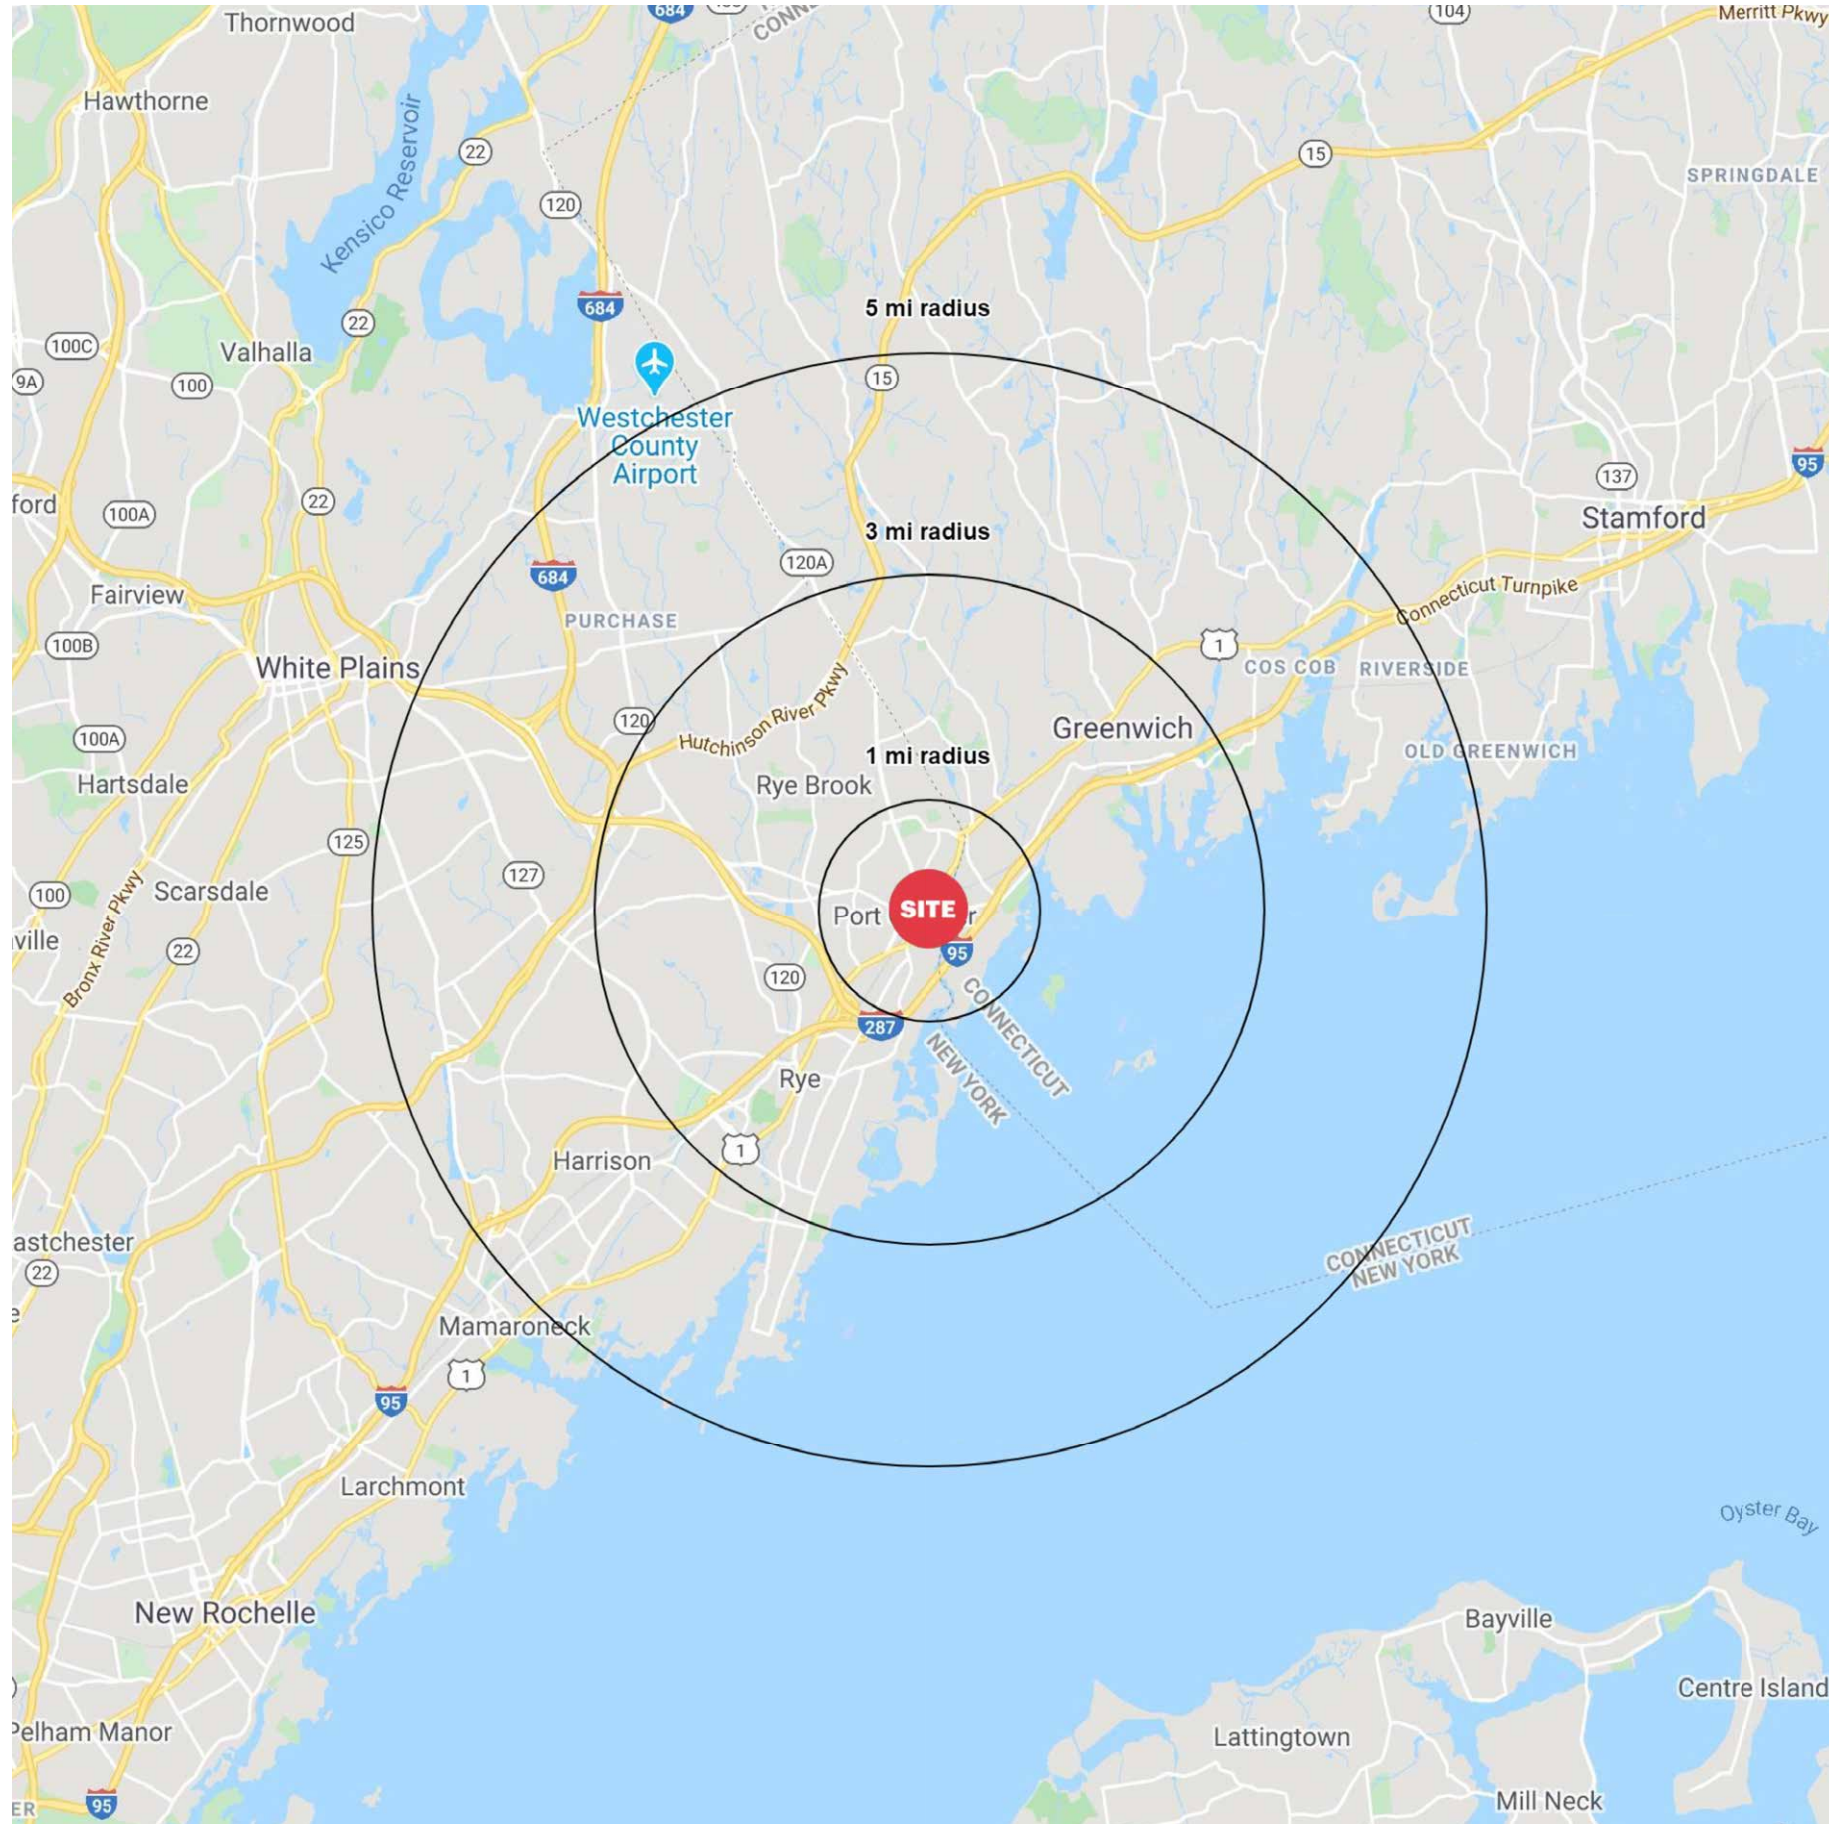 684
104
Merritt Pkwy
Thornwood
CONNE
Hawthorne
22
15
Kensico Reservoir
SPRINGDALE
120
684
5 mi radius
22
100C
Valhalla
9A
100
15
Westchester
County
Airport
95
137
22
ford
100A
Stamford
3 mi radius
120A
684
Connecticut Turnpike
Fairview
PURCHASE
100B
1
White Plains
COS COB
RIVERSIDE
120
Hutchinson River Pkwy
Greenwich
100A
OLD GREENWICH
1 mi radius
Hartsdale
Rye Brook
125
127
100
Scarsdale
Bronx River Pkwy
Port
SITE
r
ville
22
95
120
CONNECTICUT
NEW YORK
287
Rye
1
Harrison
astchester
CONNECTICUT
NEW YORK
22
e
Mamaroneck
1
95
Larchmont
Oyster Bay
New Rochelle
Bayville
Centre Island
Pelham Manor
Lattingtown
95
ER
Mill Neck